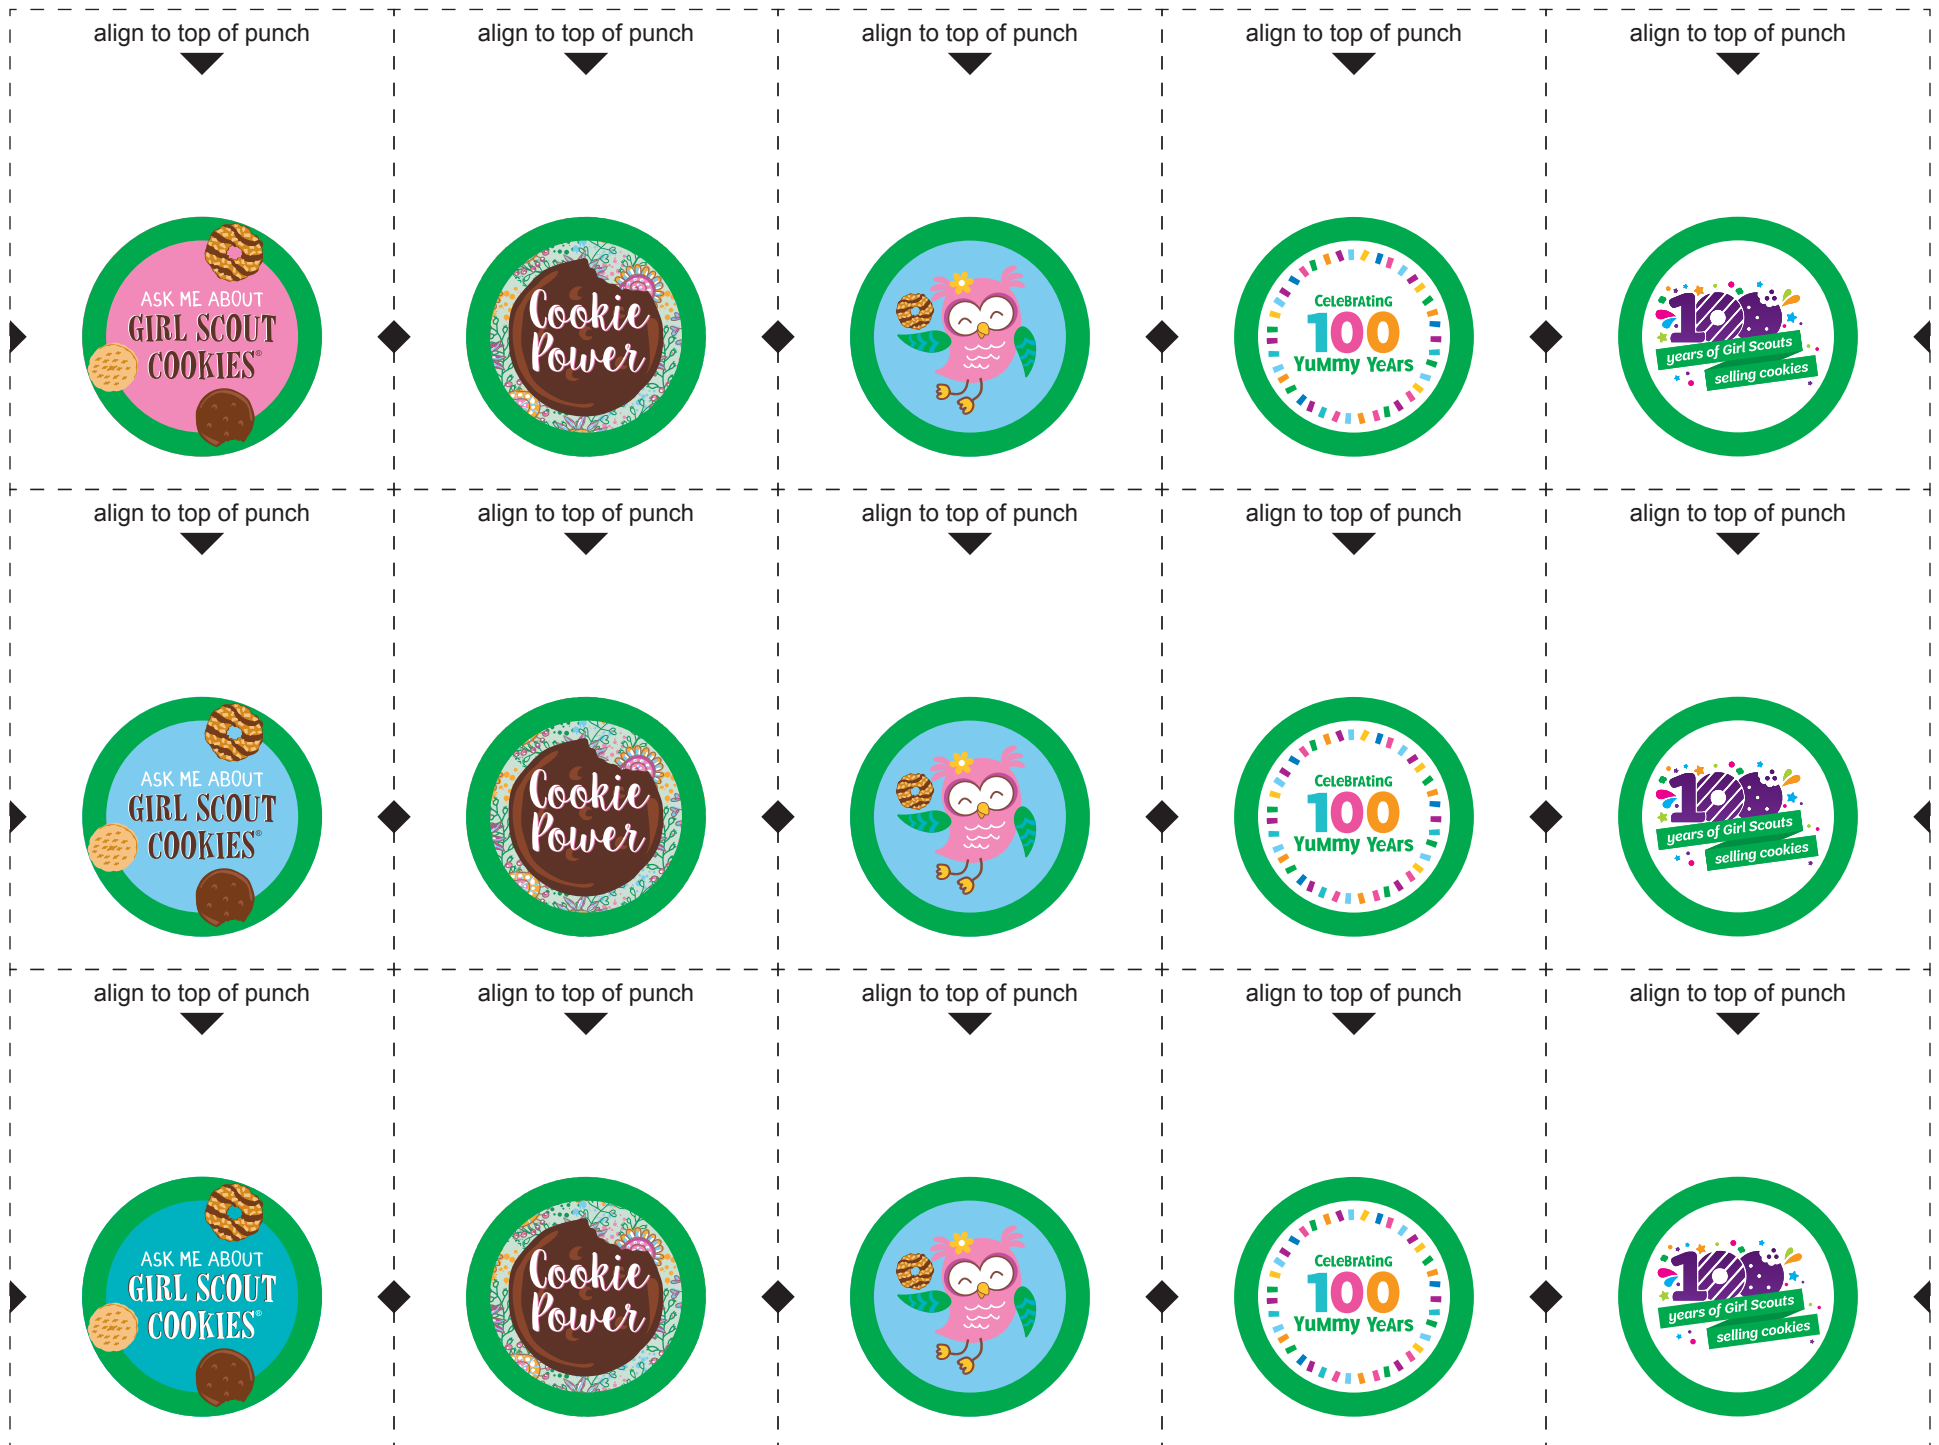 align to top of punch
align to top of punch
align to top of punch
align to top of punch
align to top of punch
ASK ME ABOUT
GIRL SCOUT
COOKIES®
Cookie
Power
CeLeBrAtinG
100
YuMmy YeArs
100
years of Girl Scouts
selling cookies
align to top of punch
align to top of punch
align to top of punch
align to top of punch
align to top of punch
ASK ME ABOUT
GIRL SCOUT
COOKIES®
Cookie
Power
CeLeBrAtinG
100
YuMmy YeArs
100
years of Girl Scouts
selling cookies
align to top of punch
align to top of punch
align to top of punch
align to top of punch
align to top of punch
ASK ME ABOUT
GIRL SCOUT
COOKIES®
Cookie
Power
CeLeBrAtinG
100
YuMmy YeArs
100
years of Girl Scouts
selling cookies